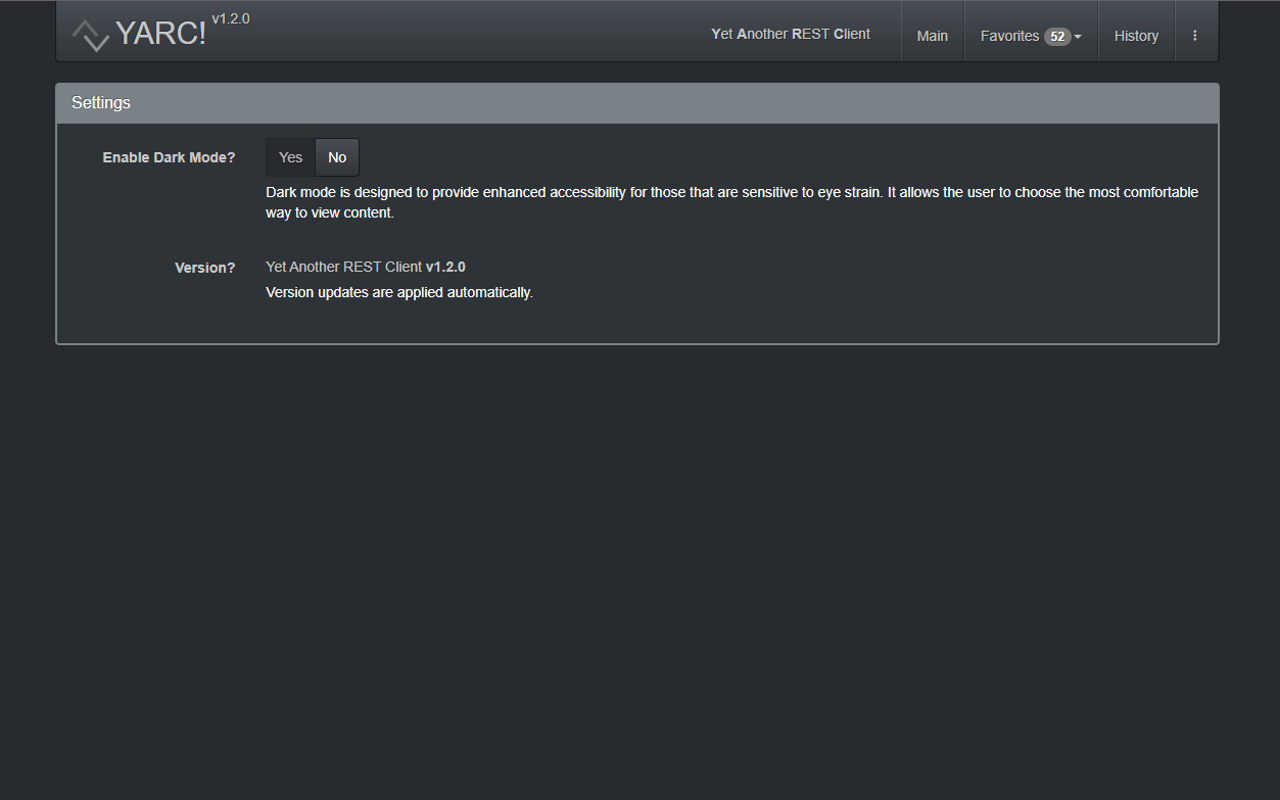 YARC! v1.2.0
Yet Another REST Client
Main
Favorites 52
History
Settings
Enable Dark Mode?
Yes No
Dark mode is designed to provide enhanced accessibility for those that are sensitive to eye strain. It allows the user to choose the most comfortable
way to view content.
Version?
Yet Another REST Client v1.2.0
Version updates are applied automatically.